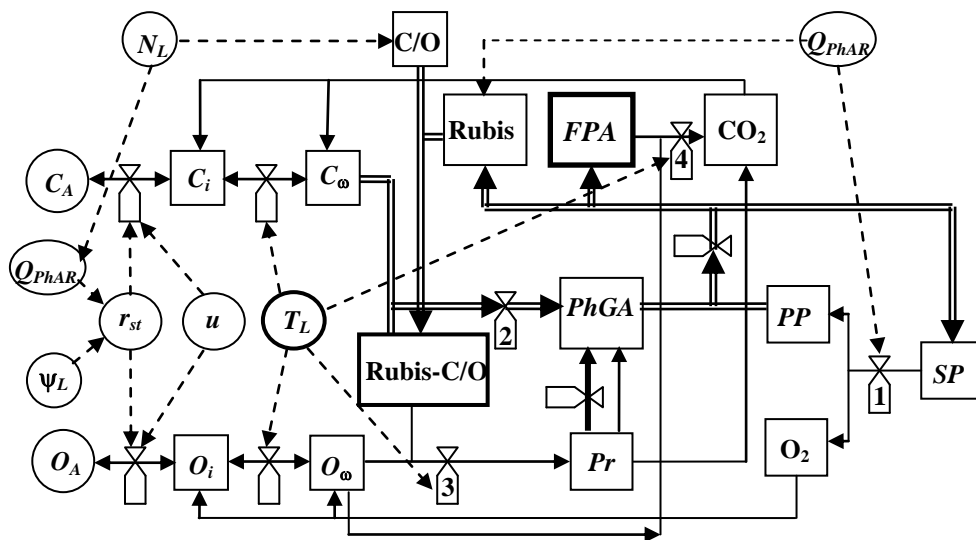 N_L
C/O
Q_PhAR
Rubis
FPA
CO₂
4
C_A
C_i
C_ω
Q_PhAR
r_st
u
T_L
2
PhGA
PP
ψ_L
Rubis-C/O
1
SP
O_A
O_i
O_ω
3
Pr
O₂